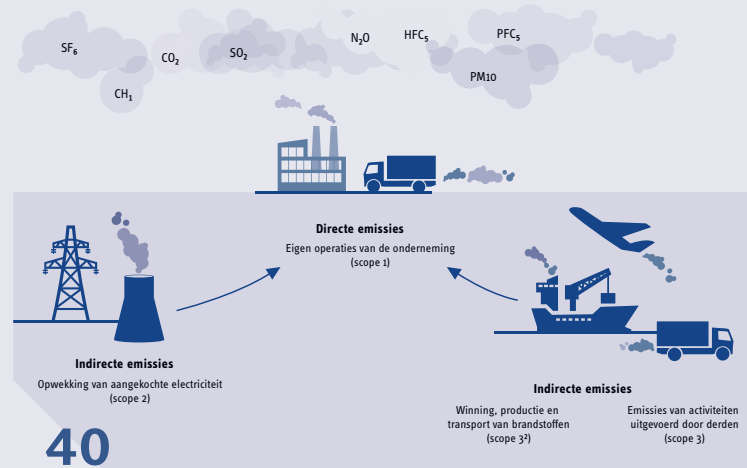 SF₆
CO₂
SO₂
N₂O
HFC₅
PFC₅
PM10
CH₁
Directe emissies
Eigen operaties van de onderneming
(scope 1)
Indirecte emissies
Opwekking van aangekochte electriciteit
(scope 2)
Indirecte emissies
Winning, productie en
transport van brandstoffen
(scope 3²)
Emissies van activiteiten
uitgevoerd door derden
(scope 3)
40